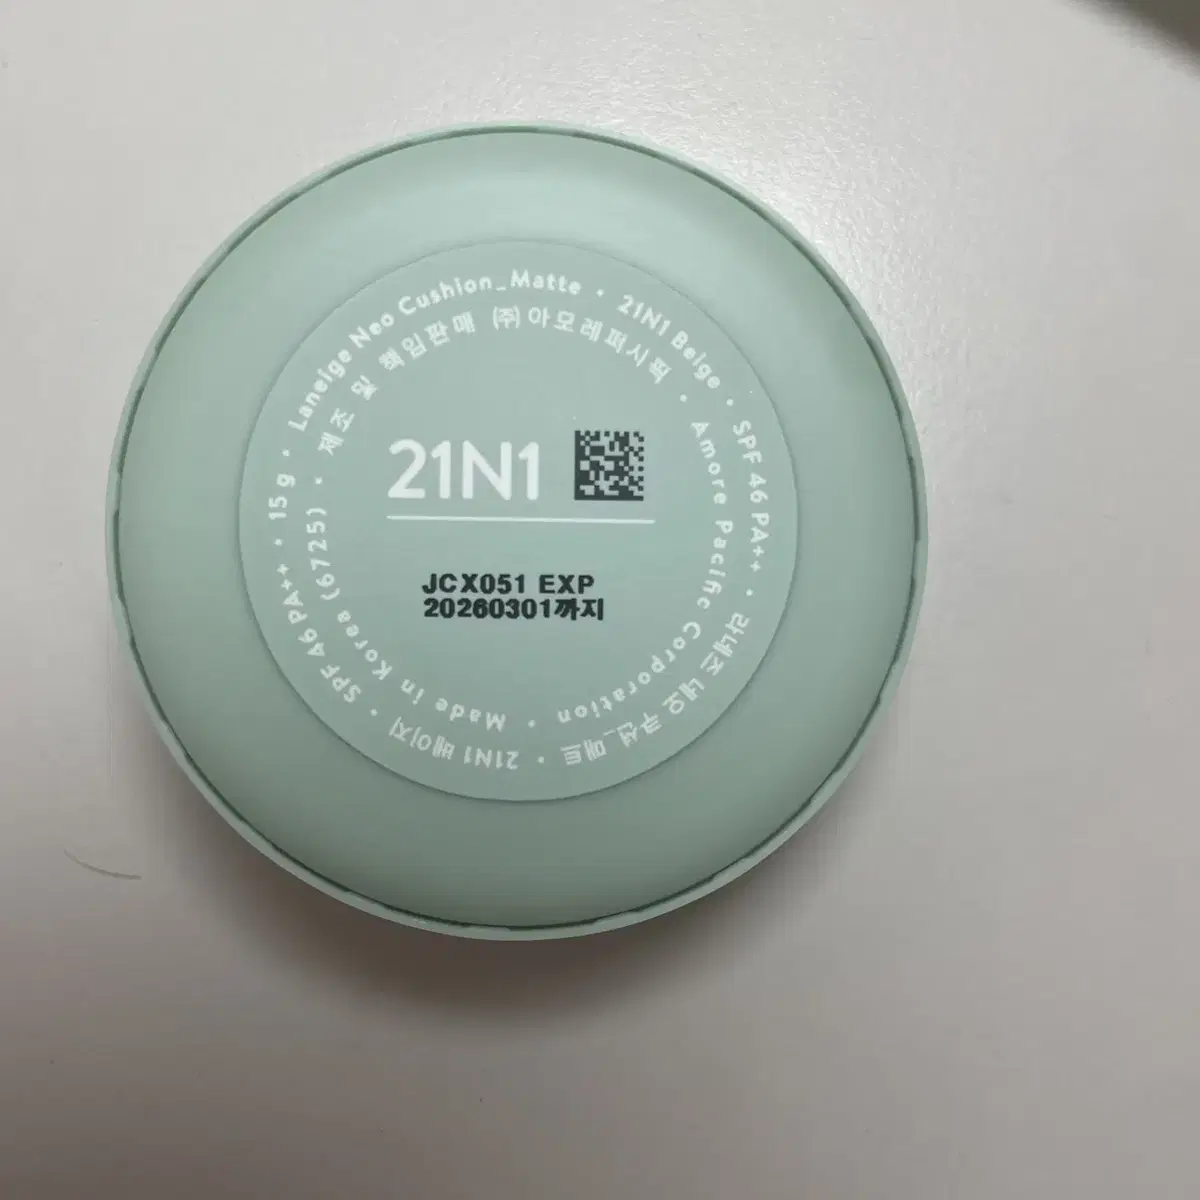 Laneige Neo Cushion_Matte • 21N1 Beige • SPF 46 PA++ • 라네즈 네오 쿠션_매트 • 21N1 베이지 • SPF 46 PA++ • 15 g •
제조 및 책임판매 ㈜아모레퍼시픽 • Amore Pacific Corporation • Made in Korea (6725) •
21N1
JCX051 EXP
20260301까지